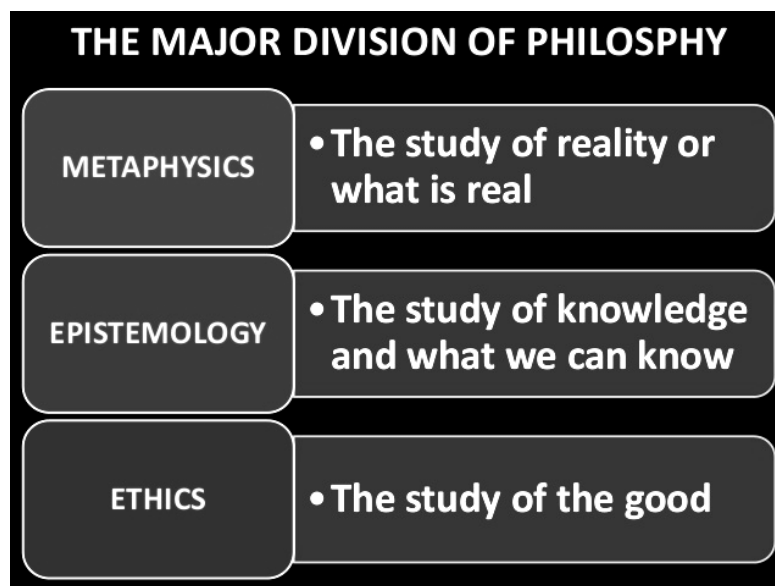 THE MAJOR DIVISION OF PHILOSPHY
METAPHYSICS
•The study of reality or
what is real
EPISTEMOLOGY
•The study of knowledge
and what we can know
ETHICS
•The study of the good